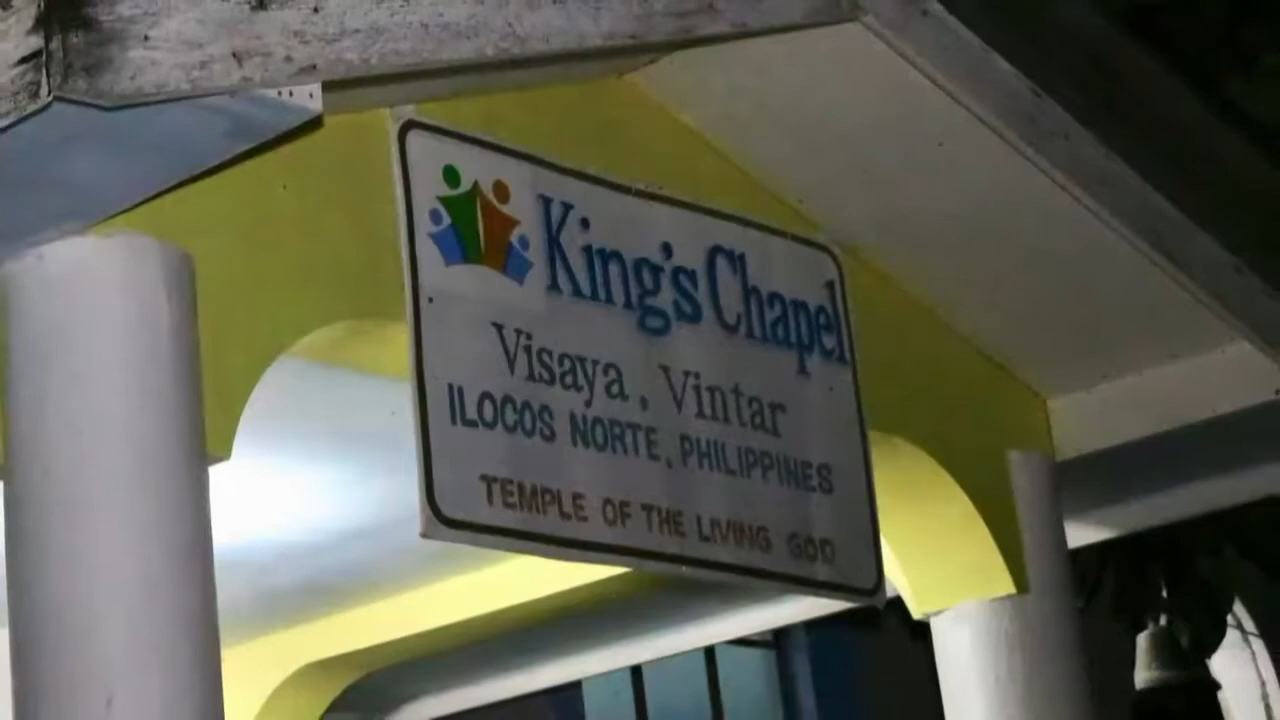 King's Chapel
Visaya, Vintar
ILOCOS NORTE, PHILIPPINES
TEMPLE OF THE LIVING GOD